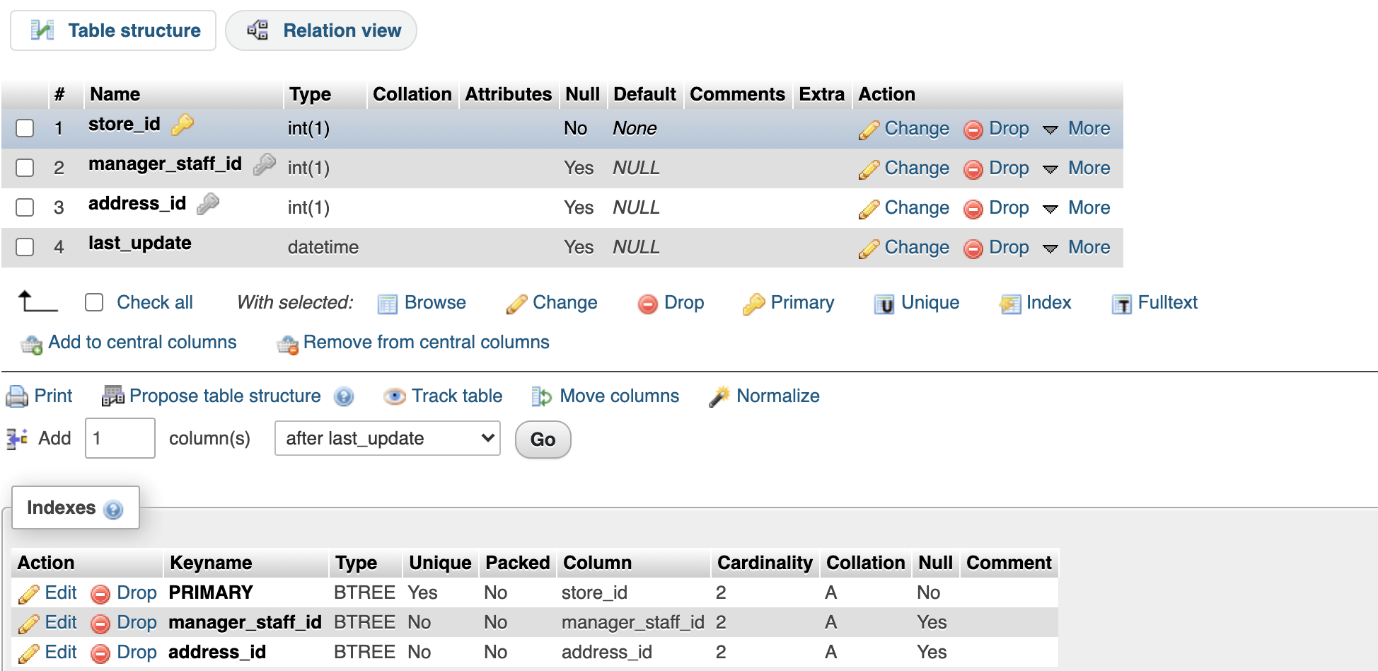 Table structure Relation view
# Name Type Collation Attributes Null Default Comments Extra Action
1 store_id int(1) No None Change Drop More
2 manager_staff_id int(1) Yes NULL Change Drop More
3 address_id int(1) Yes NULL Change Drop More
4 last_update datetime Yes NULL Change Drop More
Check all With selected: Browse Change Drop Primary U Unique Index T Fulltext
Add to central columns Remove from central columns
Print Propose table structure ? Track table Move columns Normalize
Add 1 column(s) after last_update Go
Indexes ?
Action Keyname Type Unique Packed Column Cardinality Collation Null Comment
Edit Drop PRIMARY BTREE Yes No store_id 2 A No
Edit Drop manager_staff_id BTREE No No manager_staff_id 2 A Yes
Edit Drop address_id BTREE No No address_id 2 A Yes